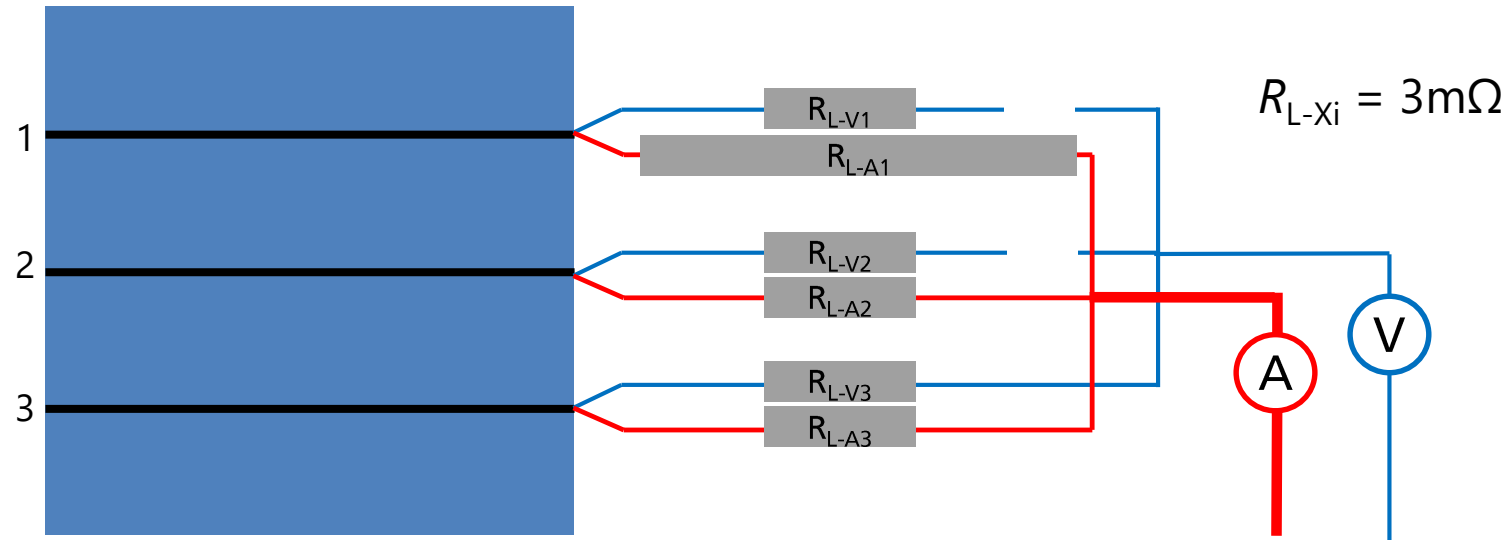 R_L-V1
R_L-Xi = 3mΩ
1
R_L-A1
2
R_L-V2
R_L-A2
V
A
R_L-V3
3
R_L-A3